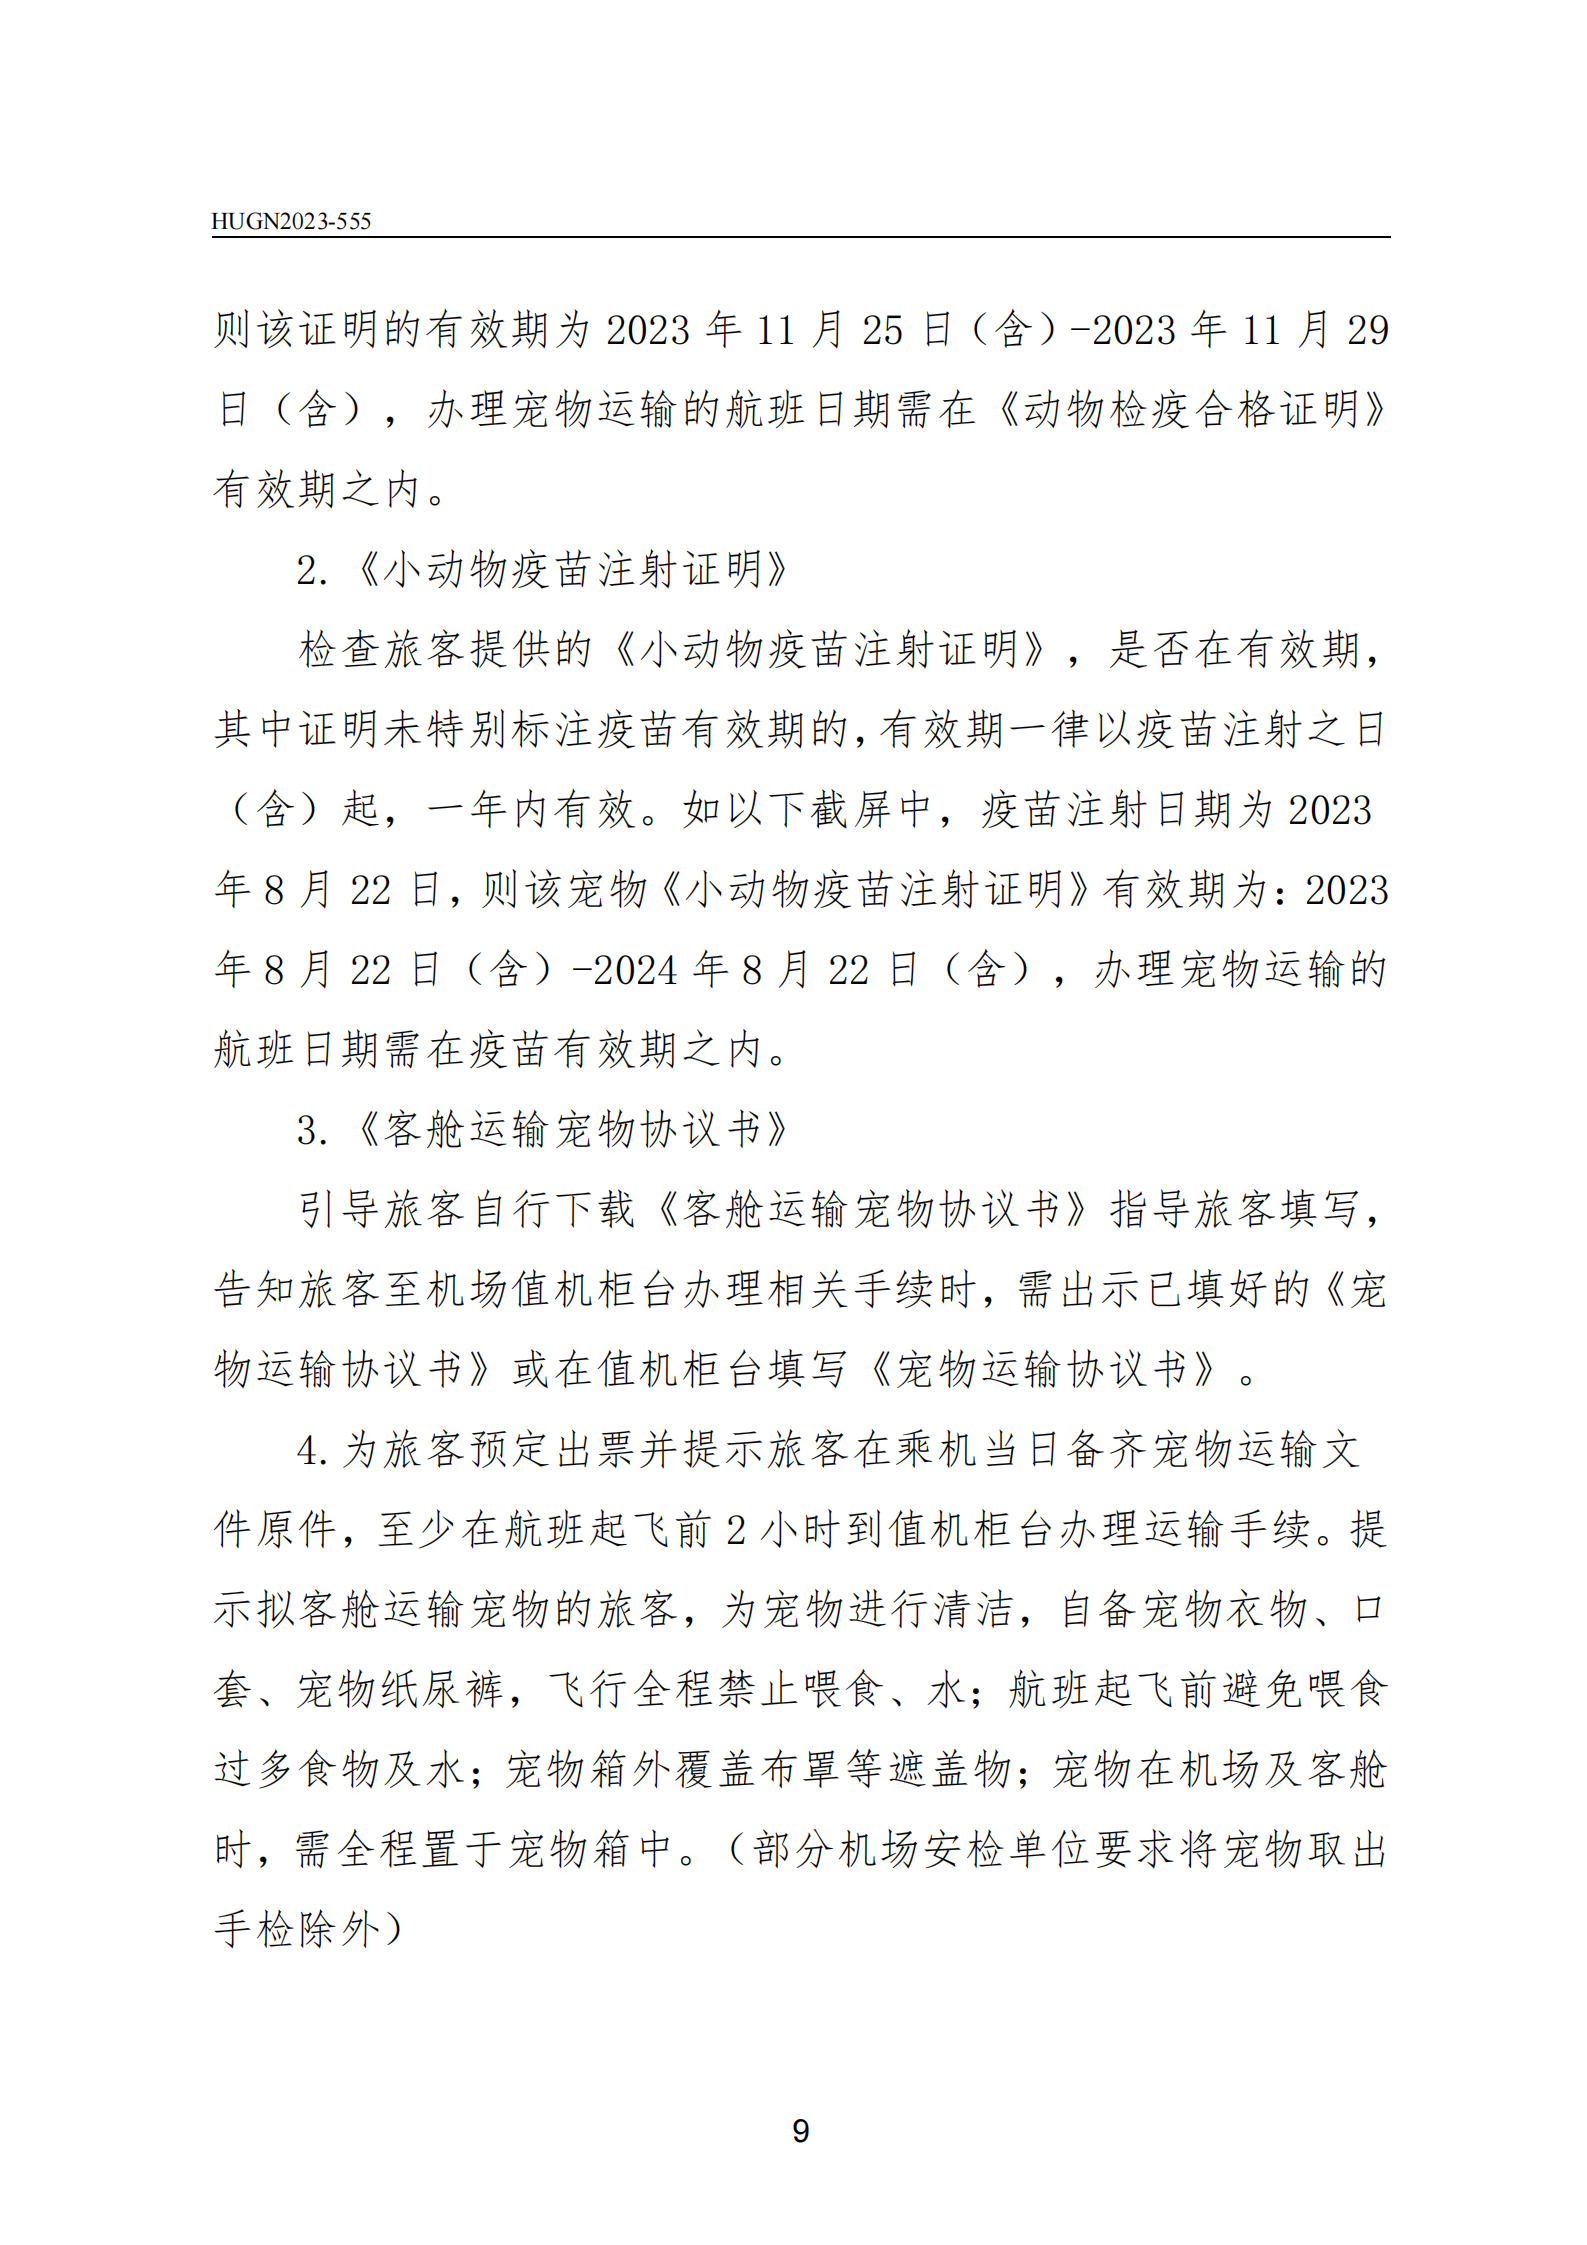 HUGN2023-555
则该证明的有效期为 2023 年 11 月 25 日（含）-2023 年 11 月 29
日（含），办理宠物运输的航班日期需在《动物检疫合格证明》
有效期之内。
2.《小动物疫苗注射证明》
检查旅客提供的《小动物疫苗注射证明》，是否在有效期，
其中证明未特别标注疫苗有效期的，有效期一律以疫苗注射之日
（含）起，一年内有效。如以下截屏中，疫苗注射日期为 2023
年 8 月 22 日，则该宠物《小动物疫苗注射证明》有效期为：2023
年 8 月 22 日（含）-2024 年 8 月 22 日（含），办理宠物运输的
航班日期需在疫苗有效期之内。
3.《客舱运输宠物协议书》
引导旅客自行下载《客舱运输宠物协议书》指导旅客填写，
告知旅客至机场值机柜台办理相关手续时，需出示已填好的《宠
物运输协议书》或在值机柜台填写《宠物运输协议书》。
4.为旅客预定出票并提示旅客在乘机当日备齐宠物运输文
件原件，至少在航班起飞前 2 小时到值机柜台办理运输手续。提
示拟客舱运输宠物的旅客，为宠物进行清洁，自备宠物衣物、口
套、宠物纸尿裤，飞行全程禁止喂食、水；航班起飞前避免喂食
过多食物及水；宠物箱外覆盖布罩等遮盖物；宠物在机场及客舱
时，需全程置于宠物箱中。（部分机场安检单位要求将宠物取出
手检除外）
9